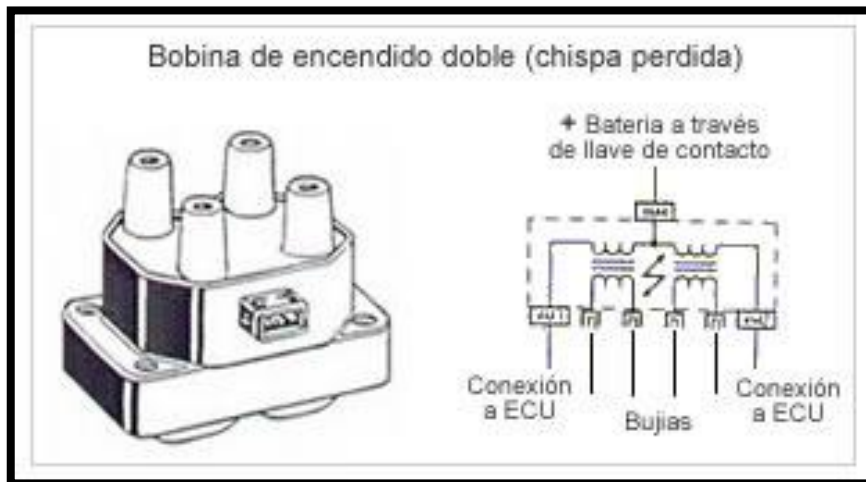 Bobina de encendido doble (chispa perdida)
+ Bateria a través
de llave de contacto
Conexión
a ECU
Bujias
Conexión
a ECU